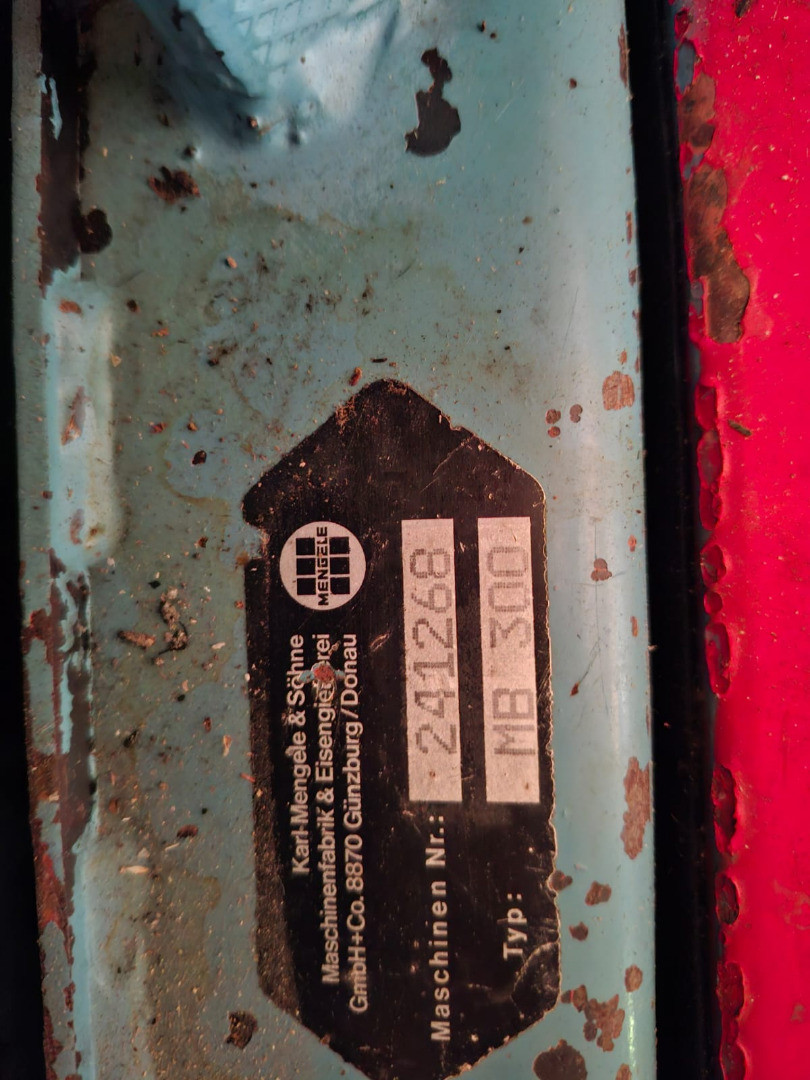 MENGELE
Karl Mengele & Söhne
Maschinenfabrik & Eisengießerei
GmbH+Co. 8870 Günzburg/Donau
Maschinen Nr.: 241268
Typ: MB 300